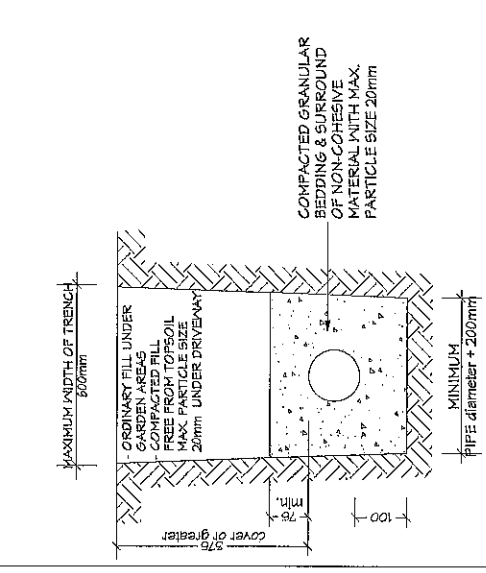 MAXIMUM WIDTH OF TRENCH
600mm
ORDINARY FILL UNDER
GARDEN AREAS
COMPACTED FILL
FREE FROM TOPSOIL
MAX. PARTICLE SIZE
20mm UNDER DRIVEWAY
COMPACTED GRANULAR
BEDDING & SURROUND
OF NON-COHESIVE
MATERIAL WITH MAX.
PARTICLE SIZE 20mm
375
cover or greater
75
min.
100
MINIMUM
PIPE diameter + 200mm